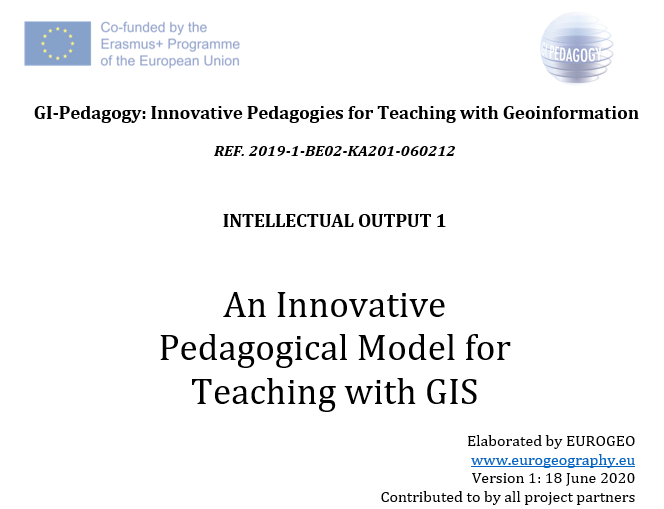 Co-funded by the
Erasmus+ Programme
of the European Union
GI PEDAGOGY
GI-Pedagogy: Innovative Pedagogies for Teaching with Geoinformation
REF. 2019-1-BE02-KA201-060212
INTELLECTUAL OUTPUT 1
An Innovative
Pedagogical Model for
Teaching with GIS
Elaborated by EUROGEO
www.eurogeography.eu
Version 1: 18 June 2020
Contributed to by all project partners